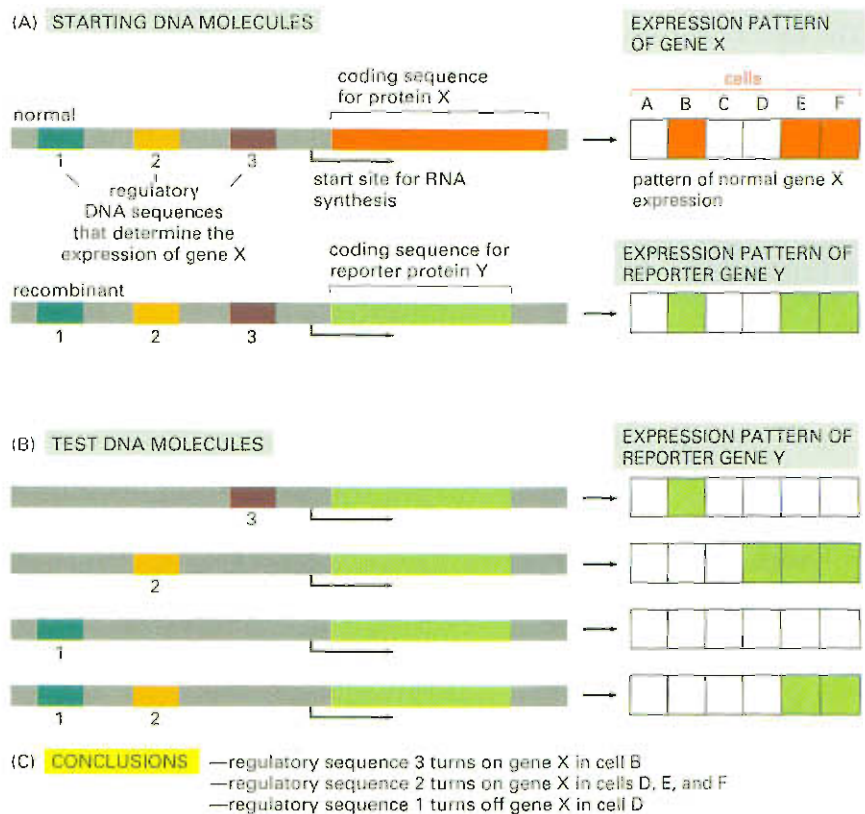 (A) STARTING DNA MOLECULES
EXPRESSION PATTERN
OF GENE X
cells
A B C D E F
coding sequence
for protein X
normal
1 2 3
start site for RNA
synthesis
pattern of normal gene X
expression
regulatory
DNA sequences
that determine the
expression of gene X
coding sequence for
reporter protein Y
EXPRESSION PATTERN OF
REPORTER GENE Y
recombinant
1 2 3
(B) TEST DNA MOLECULES
EXPRESSION PATTERN OF
REPORTER GENE Y
3
2
1
1 2
(C) CONCLUSIONS —regulatory sequence 3 turns on gene X in cell B
—regulatory sequence 2 turns on gene X in cells D, E, and F
—regulatory sequence 1 turns off gene X in cell D